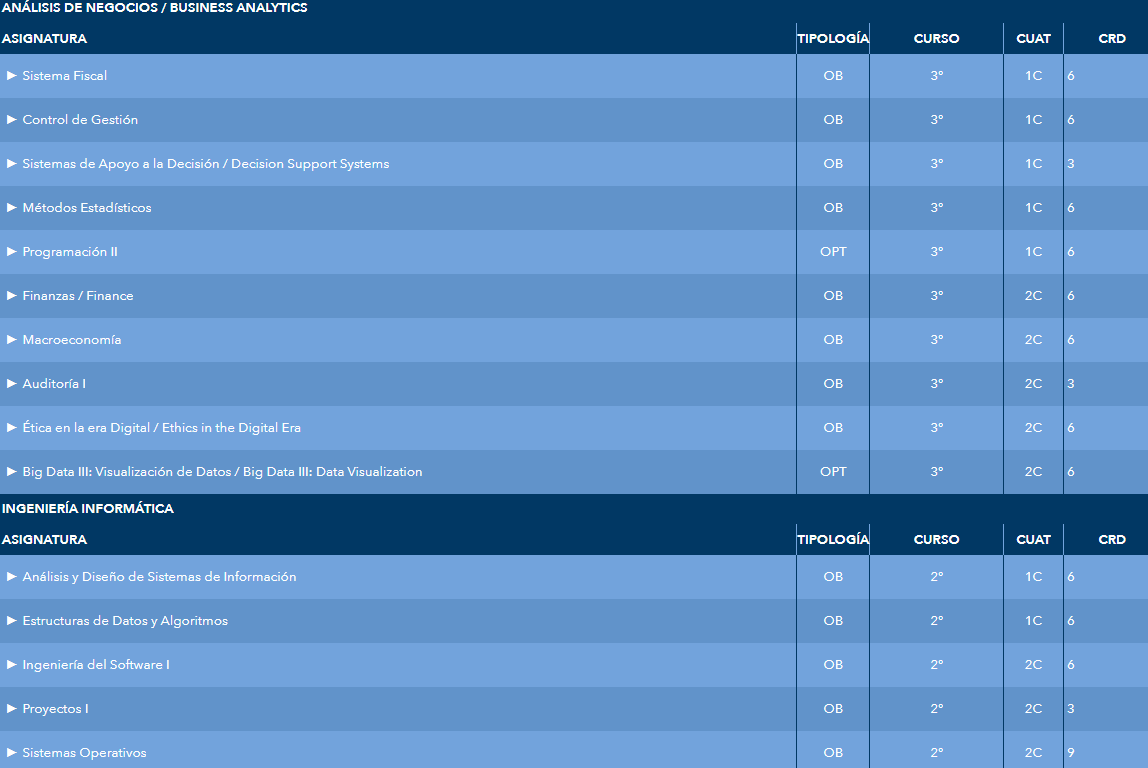 ANÁLISIS DE NEGOCIOS / BUSINESS ANALYTICS
ASIGNATURA TIPOLOGÍA CURSO CUAT CRD
► Sistema Fiscal OB 3º 1C 6
► Control de Gestión OB 3º 1C 6
► Sistemas de Apoyo a la Decisión / Decision Support Systems OB 3º 1C 3
► Métodos Estadísticos OB 3º 1C 6
► Programación II OPT 3º 1C 6
► Finanzas / Finance OB 3º 2C 6
► Macroeconomía OB 3º 2C 6
► Auditoría I OB 3º 2C 3
► Ética en la era Digital / Ethics in the Digital Era OB 3º 2C 6
► Big Data III: Visualización de Datos / Big Data III: Data Visualization OPT 3º 2C 6
INGENIERÍA INFORMÁTICA
ASIGNATURA TIPOLOGÍA CURSO CUAT CRD
► Análisis y Diseño de Sistemas de Información OB 2º 1C 6
► Estructuras de Datos y Algoritmos OB 2º 1C 6
► Ingeniería del Software I OB 2º 2C 6
► Proyectos I OB 2º 2C 3
► Sistemas Operativos OB 2º 2C 9